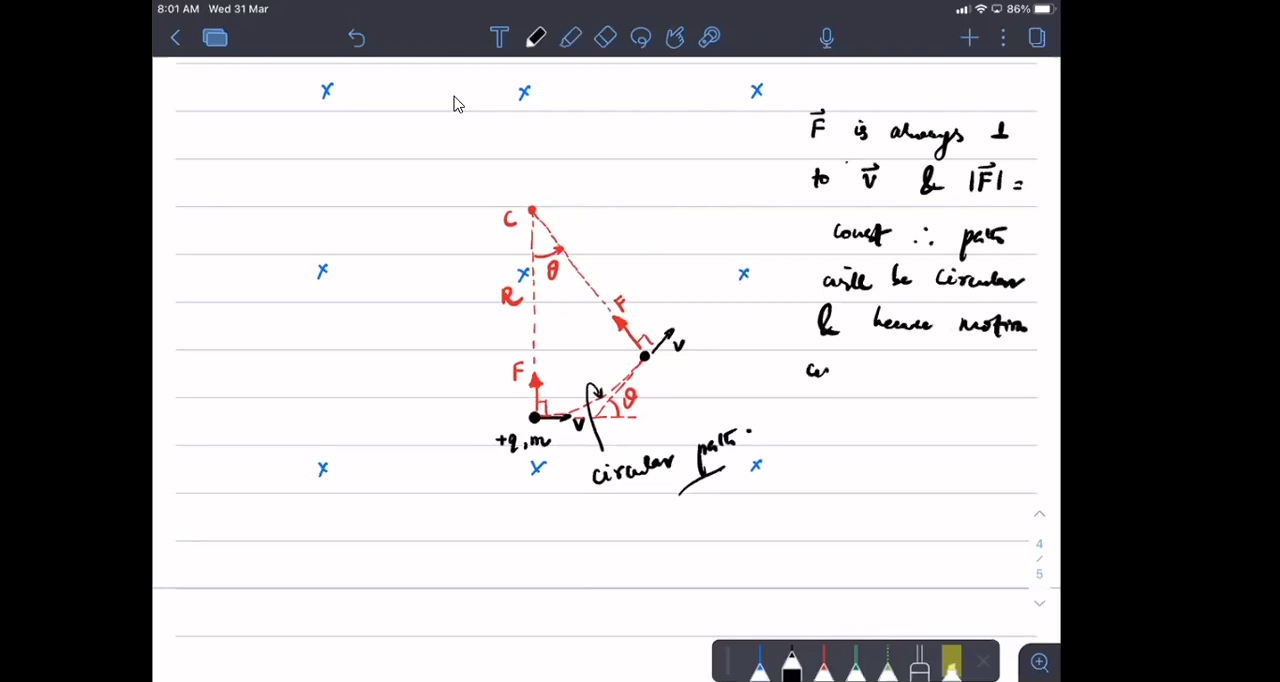 8:01 AM Wed 31 Mar
86%
T
x x x
F⃗ is always ⊥
to v⃗ & |F⃗| =
const ∴ path
will be circular
& hence motion
C
θ
x x x
R
F
v
F
θ
v
+q, m
circular path
x x x
4
/
5